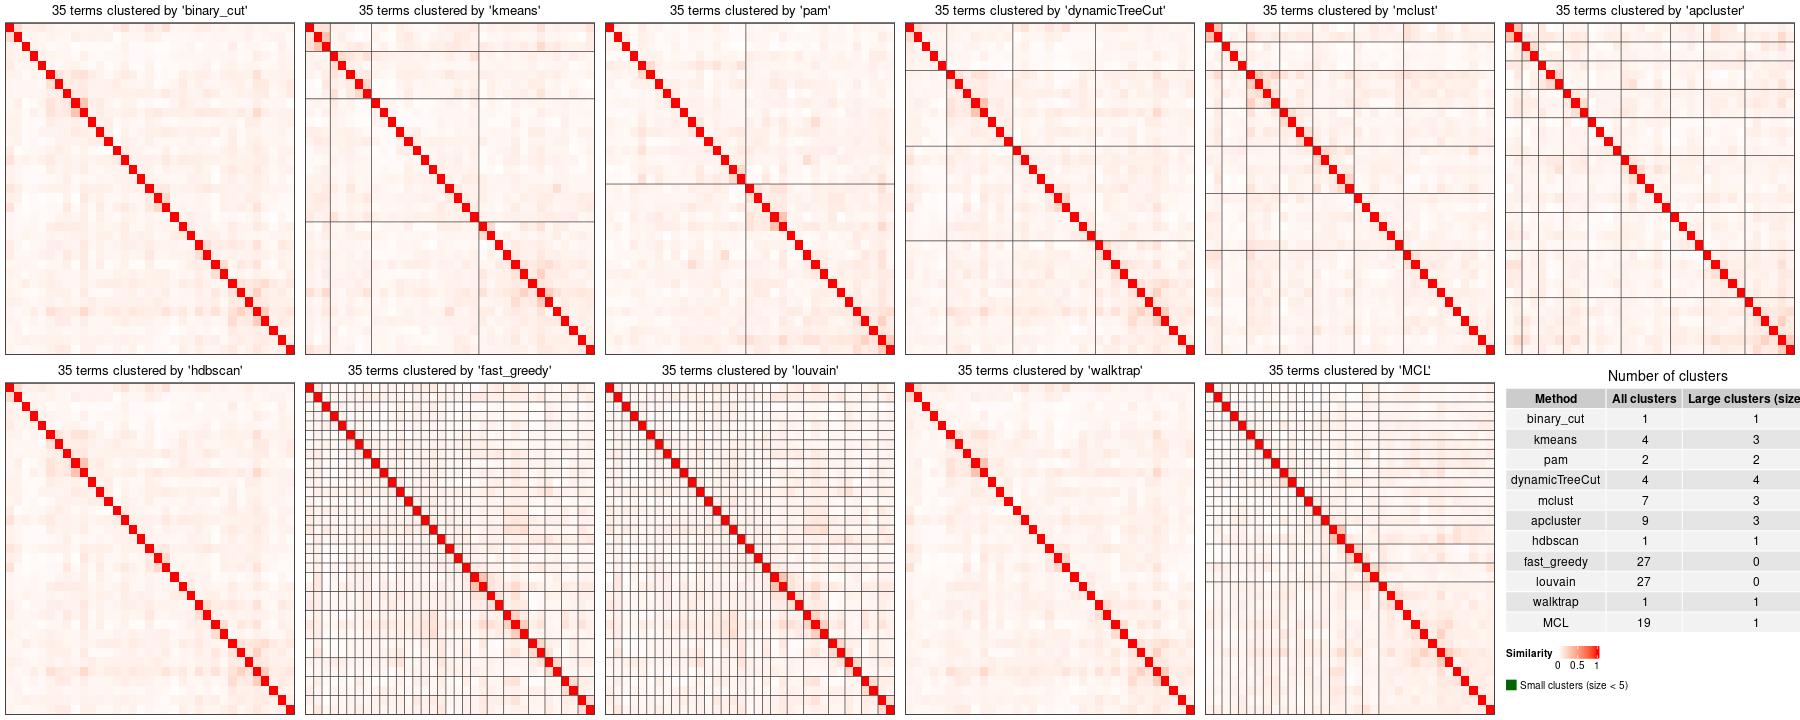 35 terms clustered by 'binary_cut'
35 terms clustered by 'kmeans'
35 terms clustered by 'pam'
35 terms clustered by 'dynamicTreeCut'
35 terms clustered by 'mclust'
35 terms clustered by 'apcluster'
35 terms clustered by 'hdbscan'
35 terms clustered by 'fast_greedy'
35 terms clustered by 'louvain'
35 terms clustered by 'walktrap'
35 terms clustered by 'MCL'
Number of clusters
Method All clusters Large clusters (size
binary_cut 1 1
kmeans 4 3
pam 2 2
dynamicTreeCut 4 4
mclust 7 3
apcluster 9 3
hdbscan 1 1
fast_greedy 27 0
louvain 27 0
walktrap 1 1
MCL 19 1
Similarity
0 0.5 1
Small clusters (size < 5)